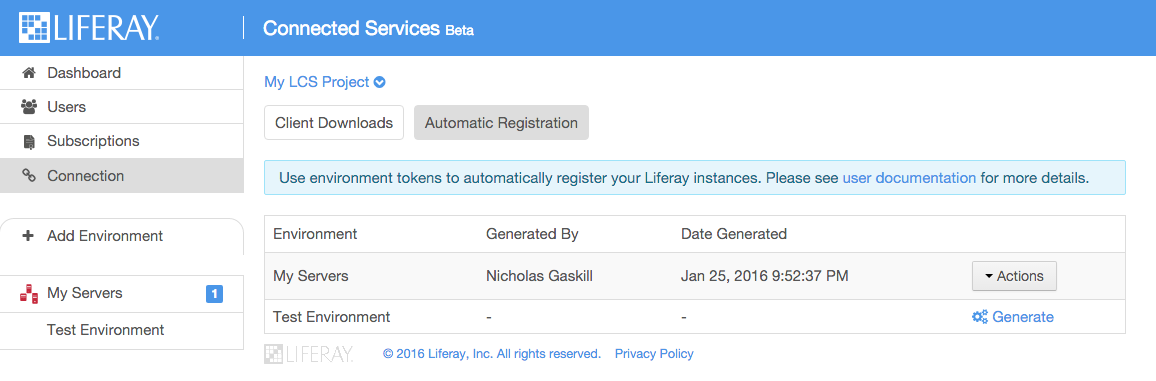 LIFERAY. Connected Services Beta
Dashboard
Users
Subscriptions
Connection
Add Environment
My Servers 1
Test Environment
My LCS Project
Client Downloads Automatic Registration
Use environment tokens to automatically register your Liferay instances. Please see user documentation for more details.
Environment Generated By Date Generated
My Servers Nicholas Gaskill Jan 25, 2016 9:52:37 PM Actions
Test Environment - - Generate
LIFERAY. © 2016 Liferay, Inc. All rights reserved. Privacy Policy